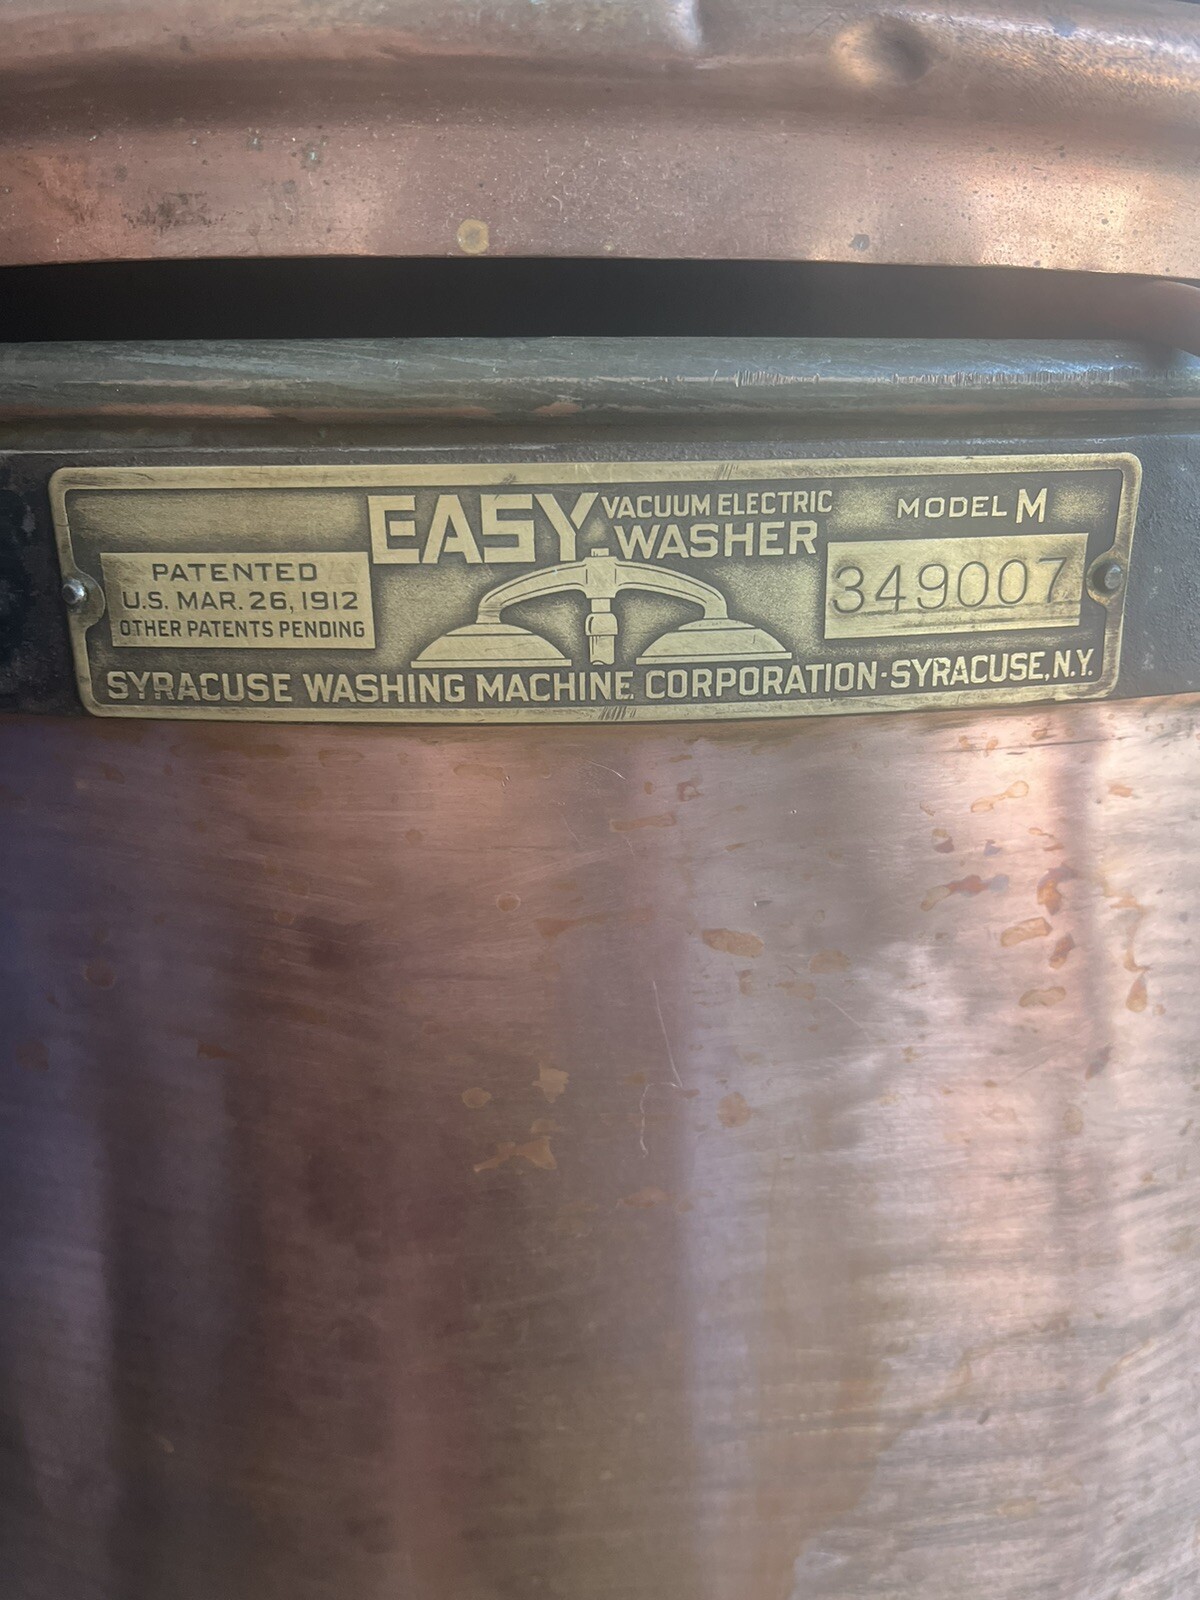 EASY VACUUM ELECTRIC WASHER
MODEL M
PATENTED
U.S. MAR. 26, 1912
OTHER PATENTS PENDING
349007
SYRACUSE WASHING MACHINE CORPORATION·SYRACUSE, N.Y.